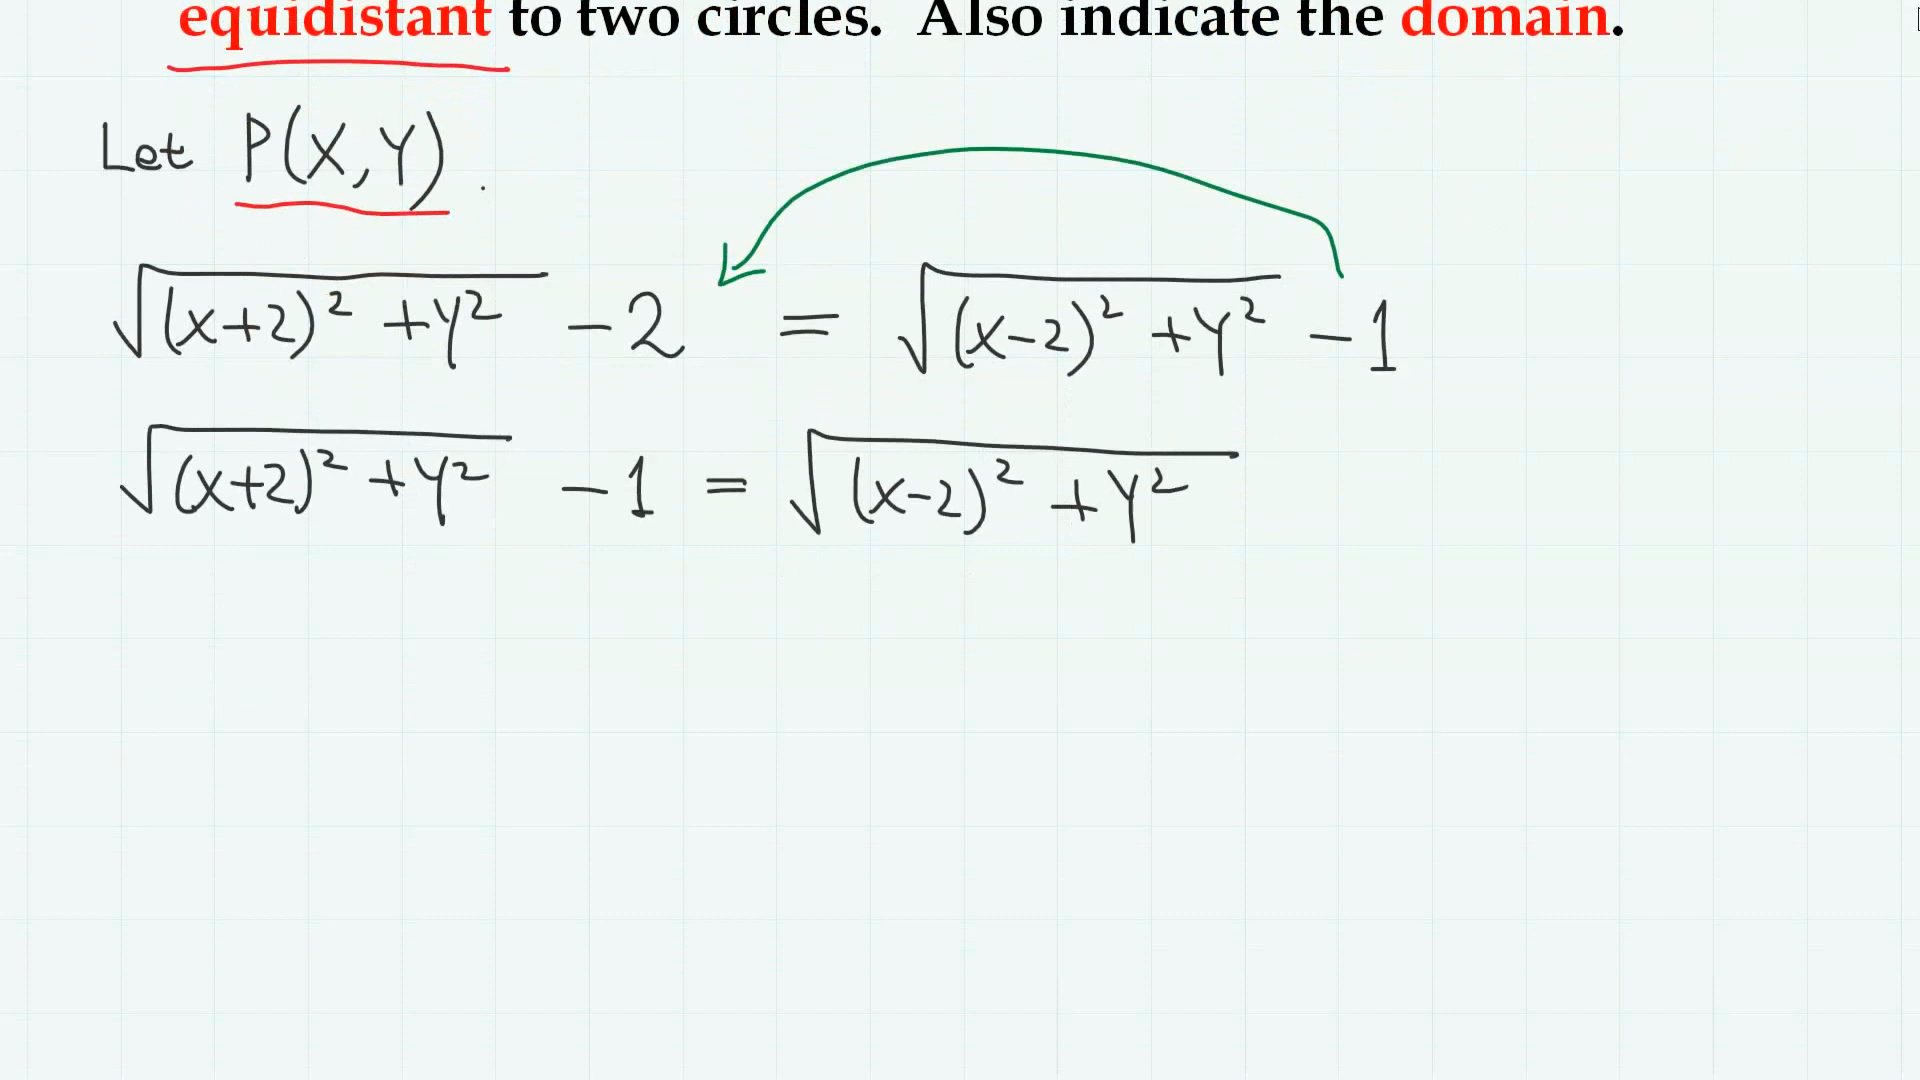 equidistant to two circles. Also indicate the domain.
Let P(X,Y).
√((x+2)² +Y²) −2 = √((x−2)² +Y²) −1
√((x+2)² +Y²) −1 = √((x−2)² +Y²)